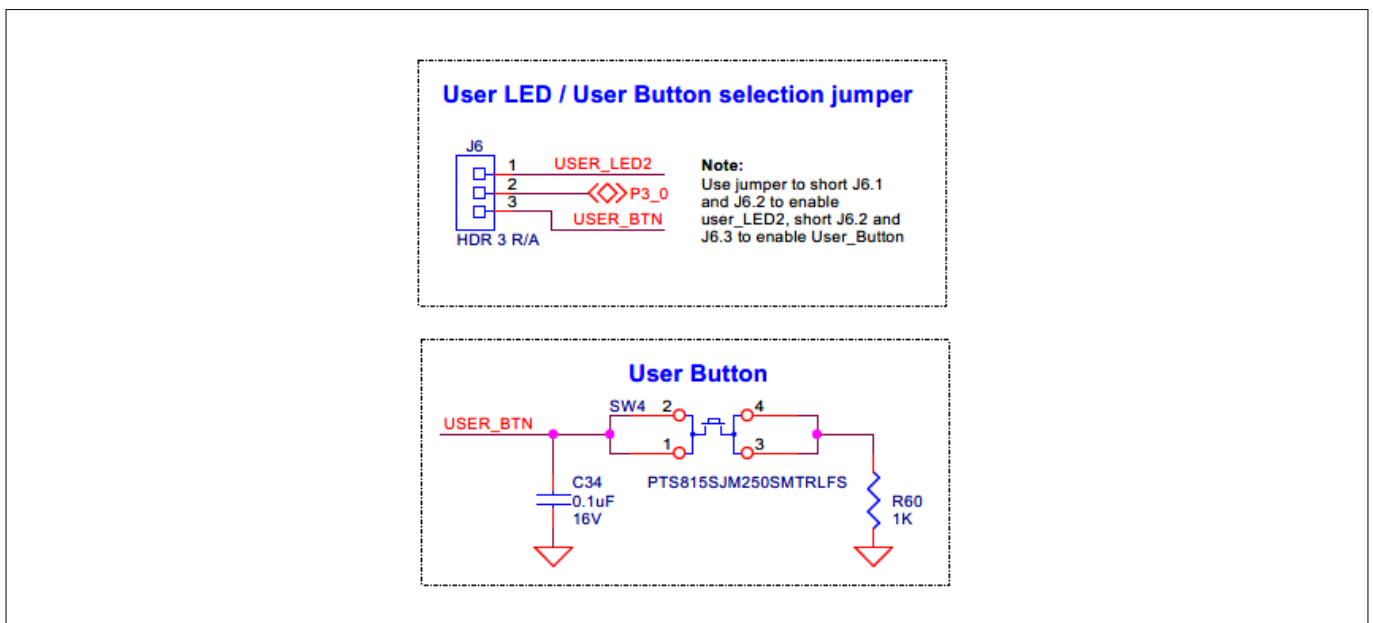 User LED / User Button selection jumper
J6
1 USER_LED2
2 P3_0
3 USER_BTN
HDR 3 R/A
Note:
Use jumper to short J6.1
and J6.2 to enable
user_LED2, short J6.2 and
J6.3 to enable User_Button
User Button
USER_BTN
SW4 2 4
1 3
PTS815SJM250SMTRLFS
C34
0.1uF
16V
R60
1K